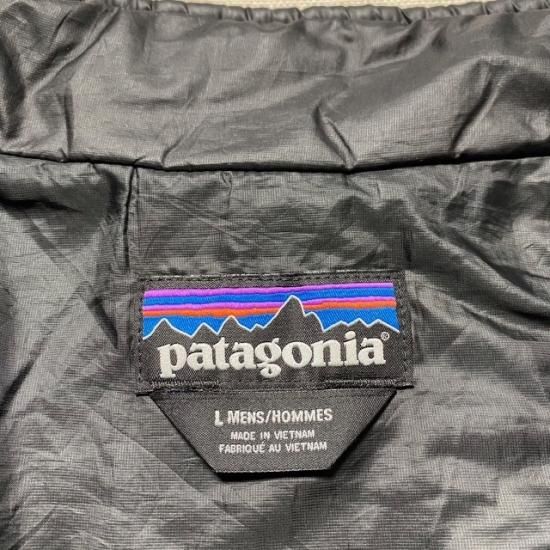 patagonia®
L MENS/HOMMES
MADE IN VIETNAM
FABRIQUÉ AU VIETNAM